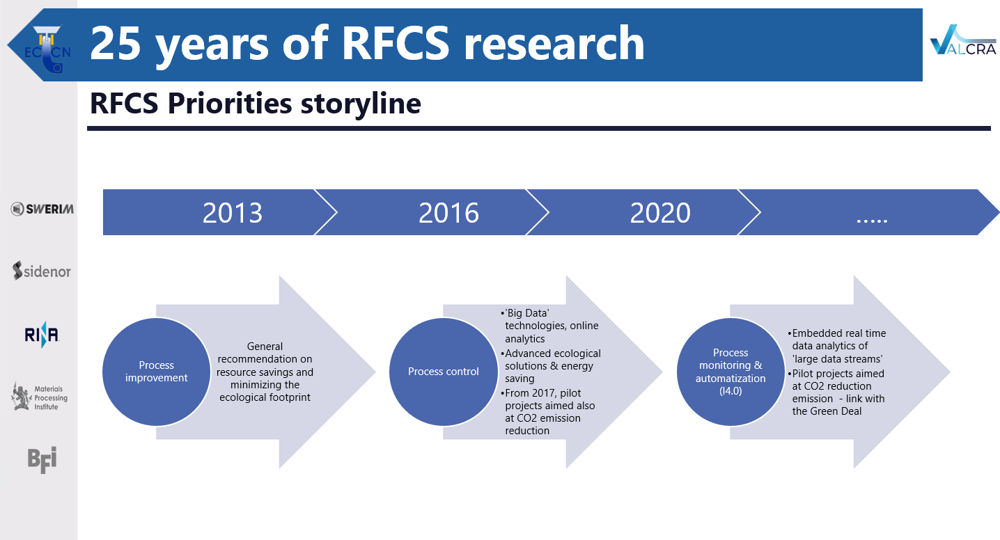 25 years of RFCS research
RFCS Priorities storyline
VALCRA
SWERIM
sidenor
RINA
Materials
Processing
Institute
BFi
2013
2016
2020
.....
Process
improvement
General
recommendation on
resource savings and
minimizing the
ecological footprint
Process control
•'Big Data'
technologies, online
analytics
•Advanced ecological
solutions & energy
saving
•From 2017, pilot
projects aimed also
at CO2 emission
reduction
Process
monitoring &
automatization
(I4.0)
•Embedded real time
data analytics of
'large data streams'
•Pilot projects aimed
at CO2 reduction
emission - link with
the Green Deal